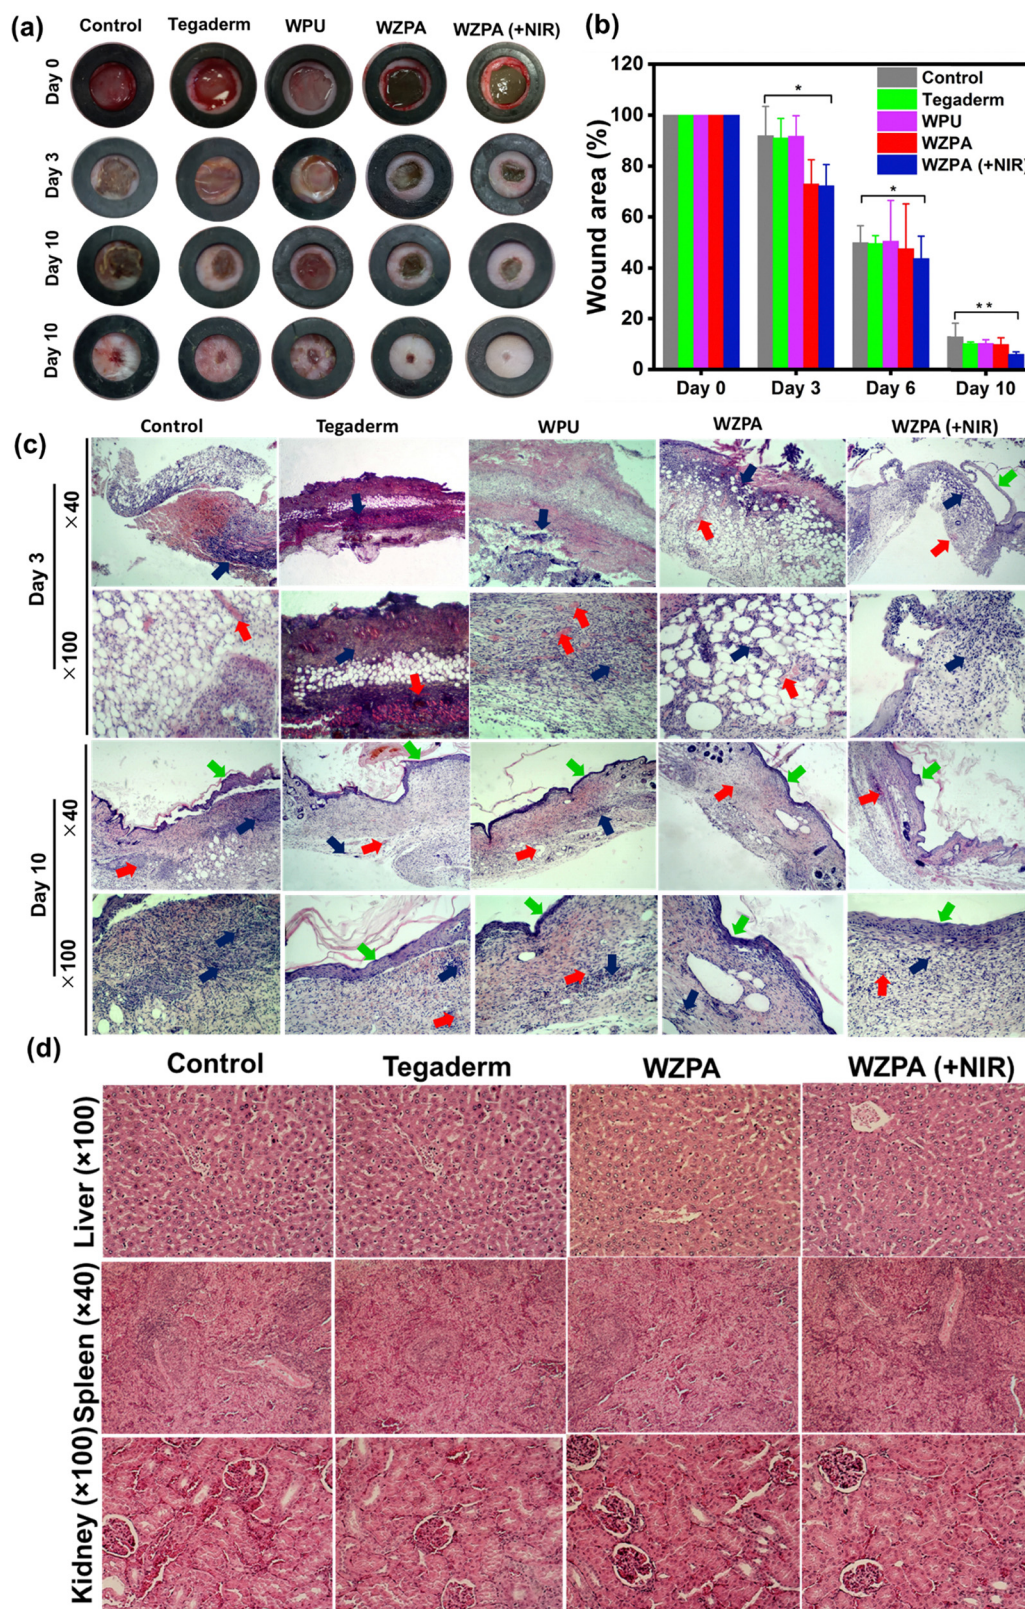 (a)
Control Tegaderm WPU WZPA WZPA (+NIR)
Day 0
Day 3
Day 10
Day 10
(b)
Wound area (%)
120
100
80
60
40
20
0
Control
Tegaderm
WPU
WZPA
WZPA (+NIR)
*
*
**
Day 0 Day 3 Day 6 Day 10
(c)
Control Tegaderm WPU WZPA WZPA (+NIR)
Day 3
×40
×100
Day 10
×40
×100
(d)
Control Tegaderm WZPA WZPA (+NIR)
Liver (×100)
Spleen (×40)
Kidney (×100)